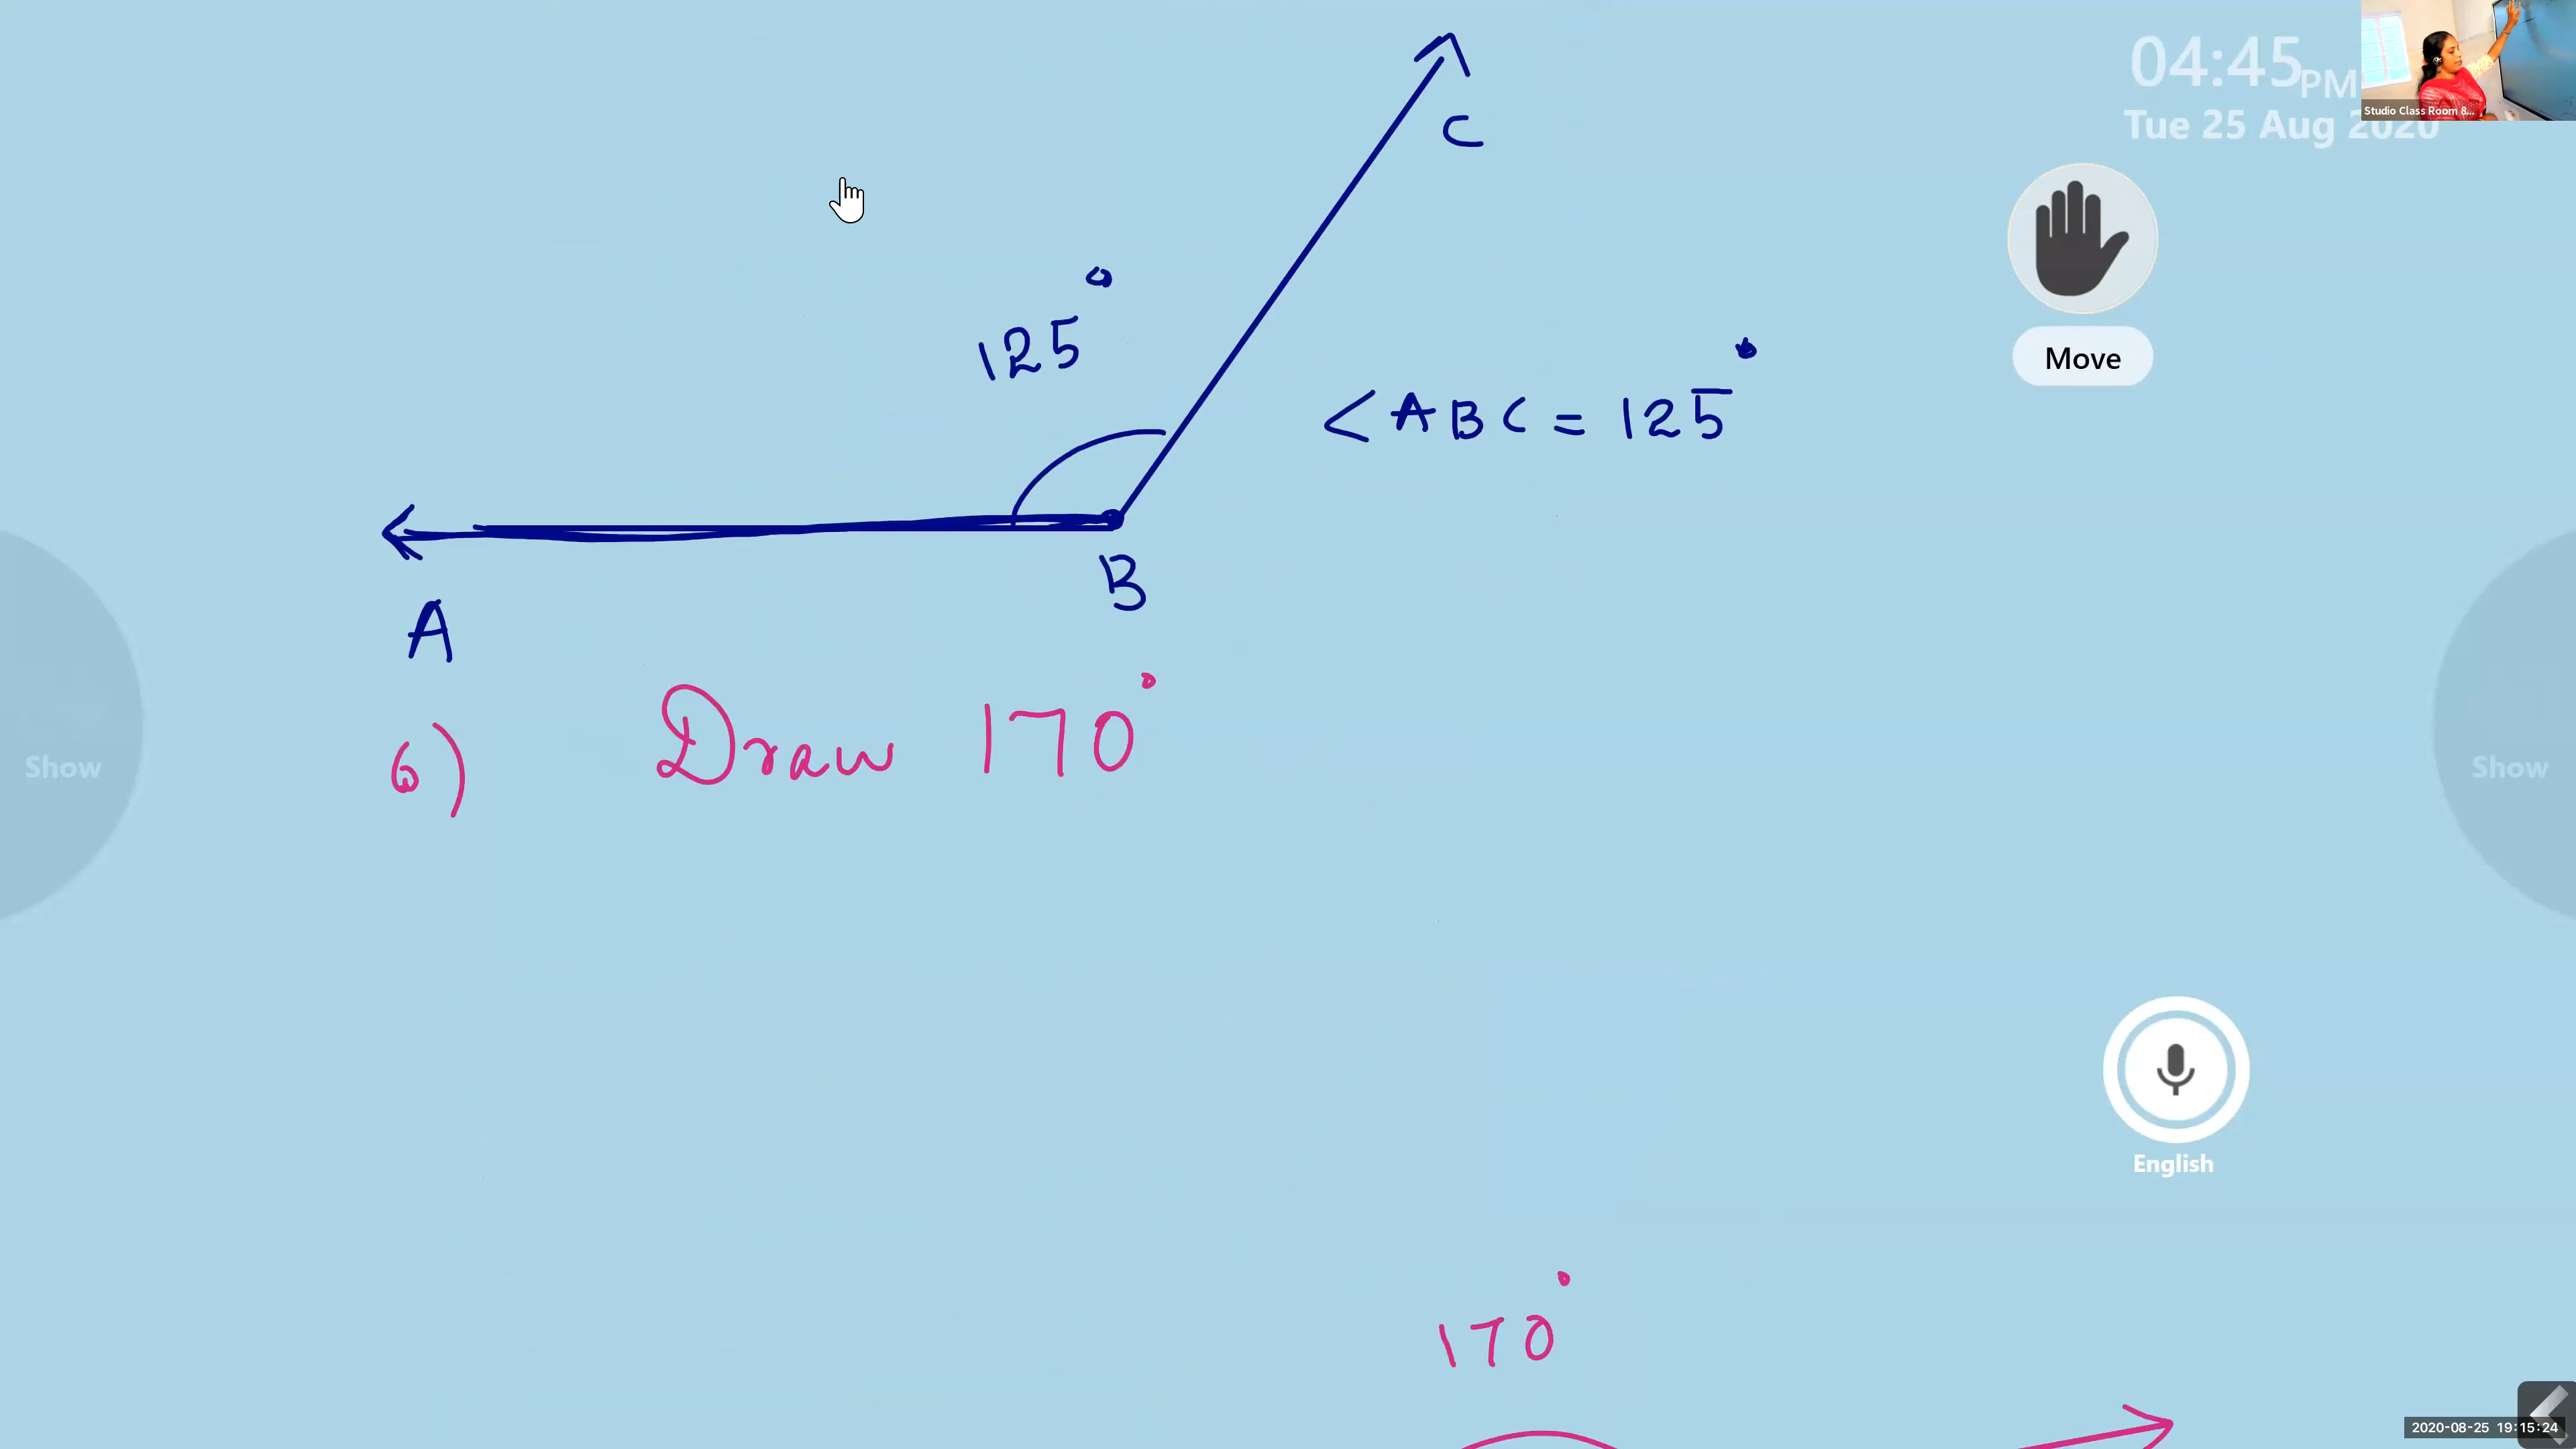 04:45PM
Tue 25 Aug 2020
Studio Class Room 8...
C
125°
Move
<ABC = 125°
B
A
Show
6) Draw 170°
Show
English
170°
2020-08-25 19:15:24